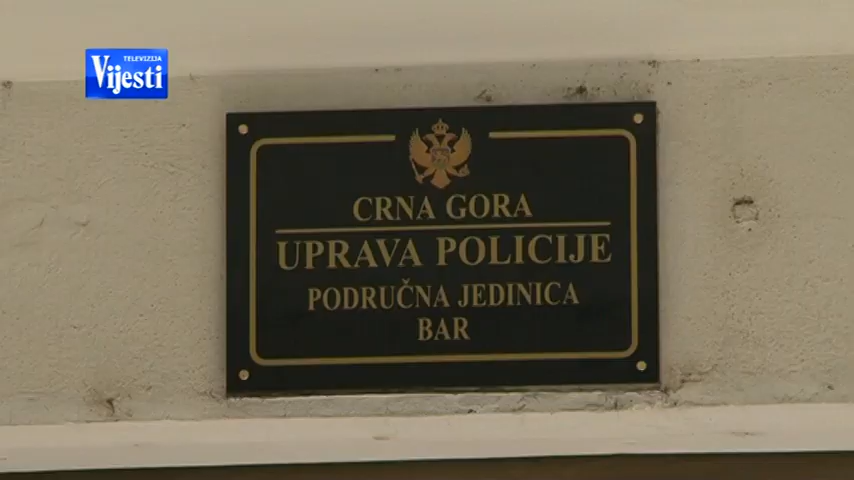 TELEVIZIJA
Vijesti
CRNA GORA
UPRAVA POLICIJE
PODRUČNA JEDINICA
BAR